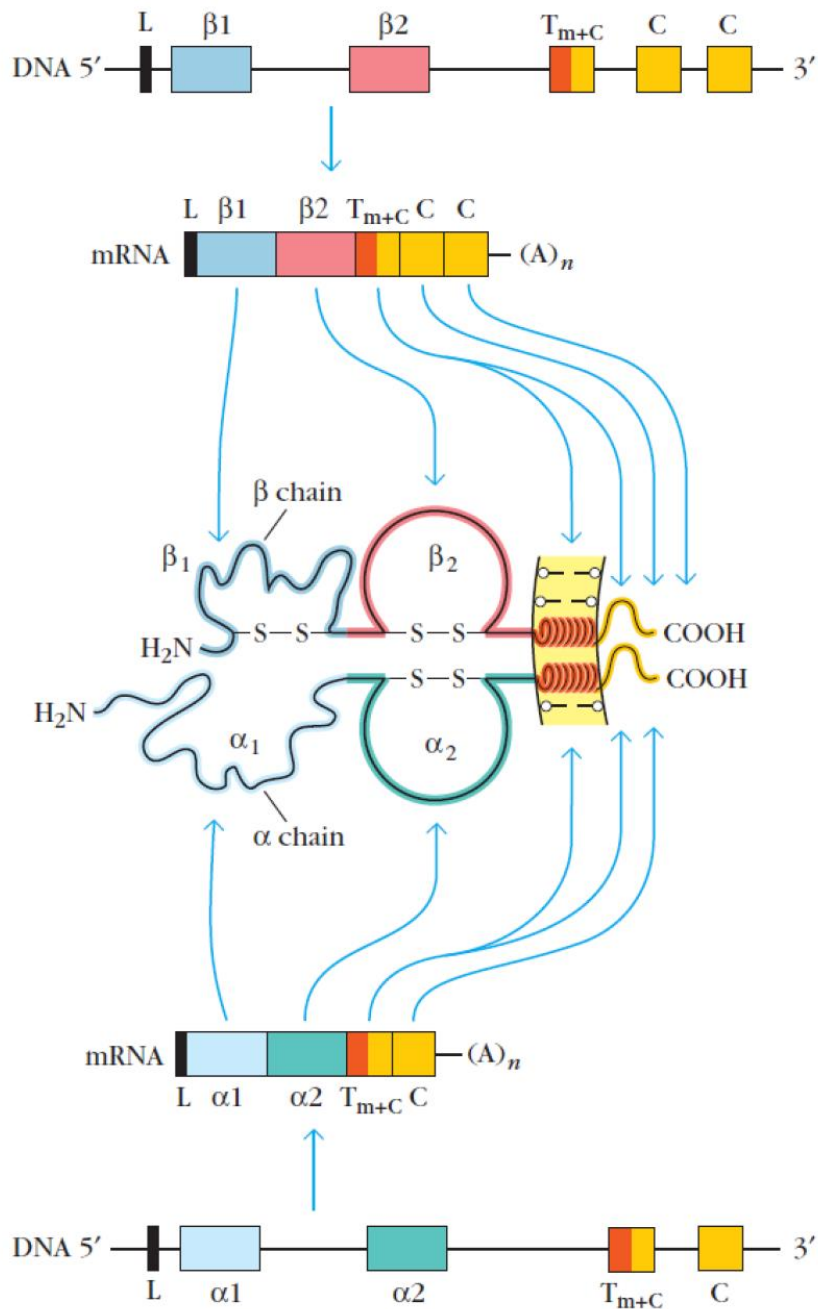 L β1 β2 Tm+C C C
DNA 5′ 3′
L β1 β2 Tm+C C C
mRNA (A)n
β chain
β1 β2
S–S S–S COOH
H2N
S–S COOH
H2N
α1 α2
α chain
mRNA (A)n
L α1 α2 Tm+C C
DNA 5′ 3′
L α1 α2 Tm+C C